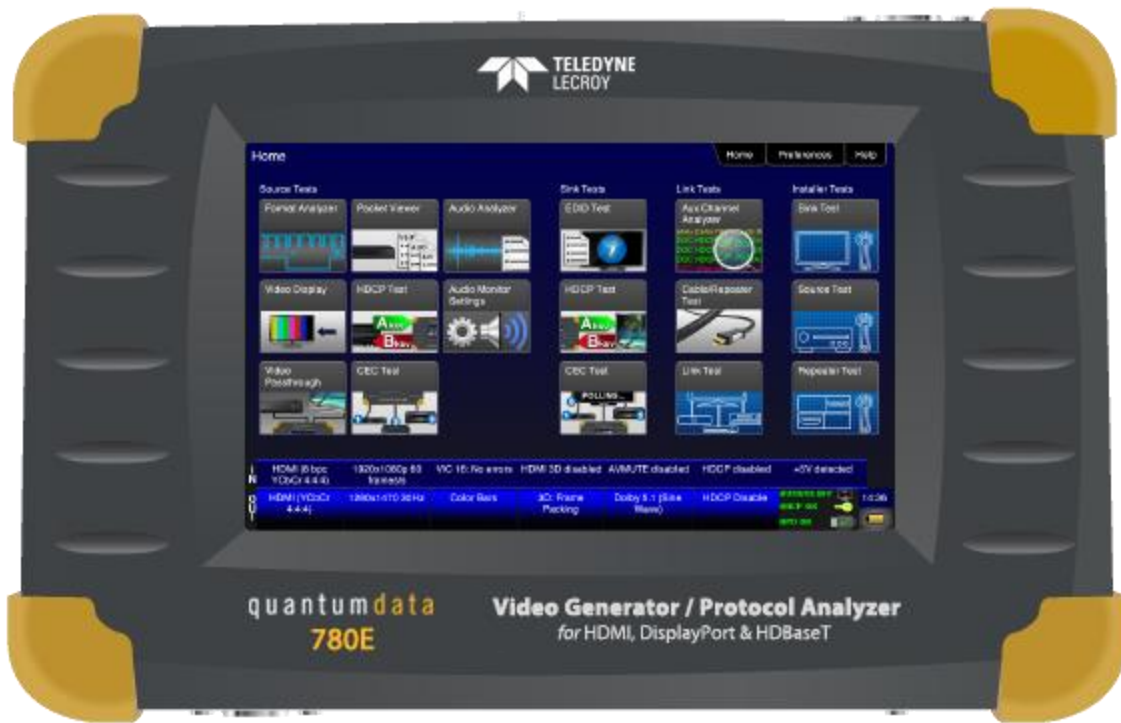 TELEDYNE
LECROY
Home
Home Preferences Help
Source Tests Sink Tests Link Tests Installer Tests
Format Analyzer Packet Viewer Audio Analyzer EDID Test Aux Channel Sink Test
Analyzer
Video Display HDCP Test Audio Monitor HDCP Test Cable/Repeater Source Test
Settings Test
Video CEC Test CEC Test Link Test Repeater Test
Passthrough
POLLING...
IN
HDMI (8 bpc 1920x1080p 60 VIC 16: No errors HDMI 3D disabled AVMUTE disabled HDCP disabled +5V detected
YCbCr 4:4:4) frames/s
OUT
HDMI (YCbCr Color Bars 3D: Frame Dolby 5.1 (Sine HDCP Disable 14:36
4:4:4) Packing Wave)
quantumdata
780E
Video Generator / Protocol Analyzer
for HDMI, DisplayPort & HDBaseT